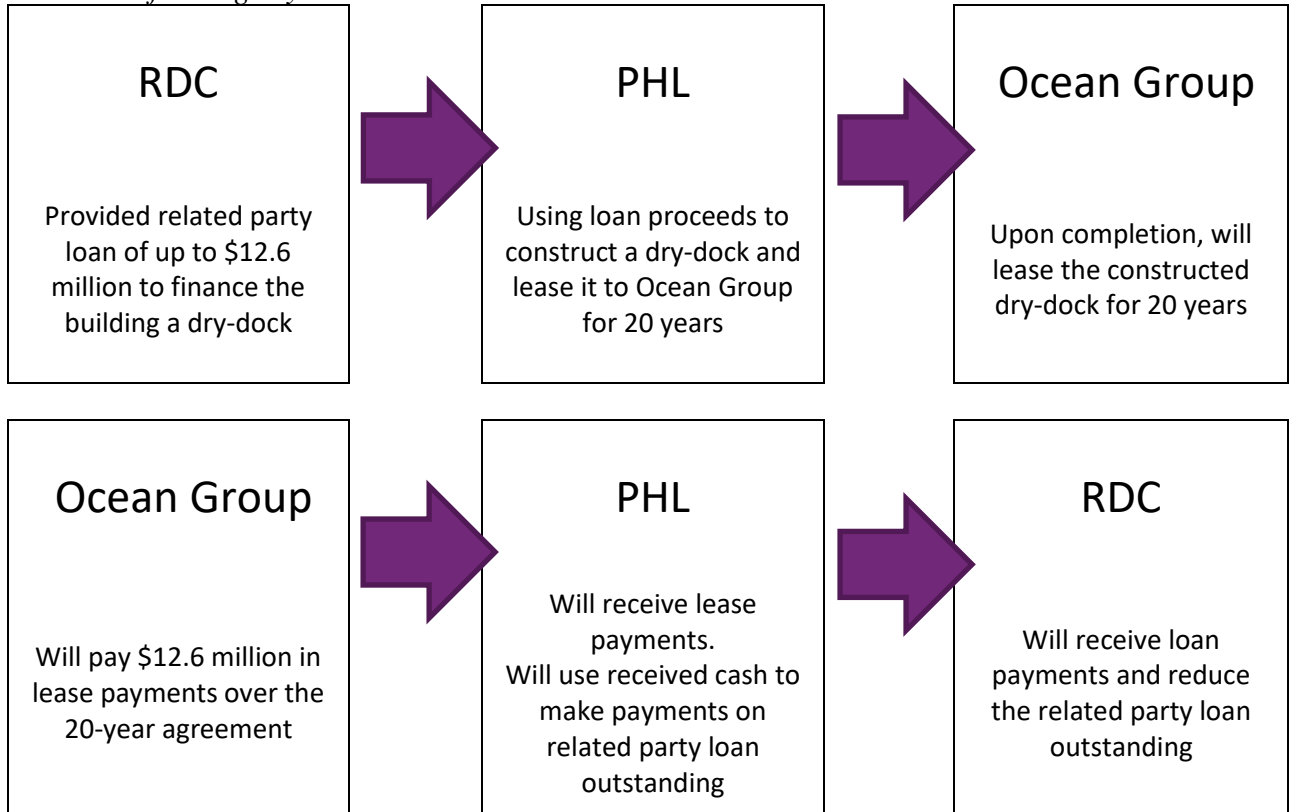 RDC
Provided related party
loan of up to $12.6
million to finance the
building a dry-dock
PHL
Using loan proceeds to
construct a dry-dock and
lease it to Ocean Group
for 20 years
Ocean Group
Upon completion, will
lease the constructed
dry-dock for 20 years
Ocean Group
Will pay $12.6 million in
lease payments over the
20-year agreement
PHL
Will receive lease
payments.
Will use received cash to
make payments on
related party loan
outstanding
RDC
Will receive loan
payments and reduce
the related party loan
outstanding